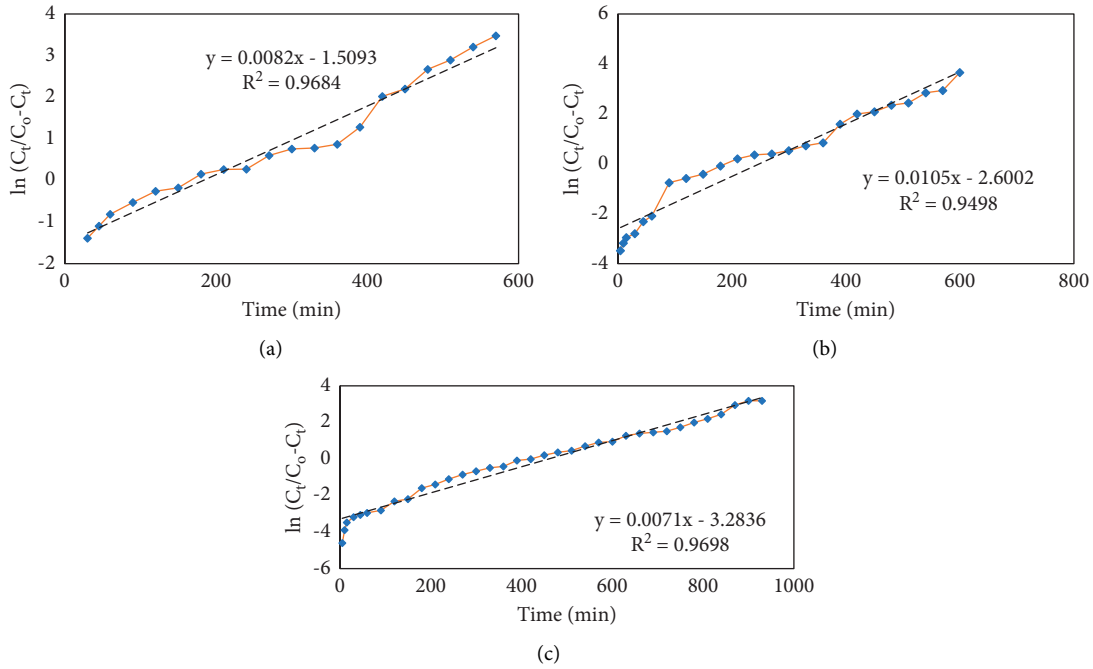 4
3
2
1
0
-1
-2
ln (Cₜ/Cₒ-Cₜ)
y = 0.0082x - 1.5093
R² = 0.9684
0 200 400 600
Time (min)
(a)
6
4
2
0
-2
-4
ln (Cₜ/Cₒ-Cₜ)
y = 0.0105x - 2.6002
R² = 0.9498
0 200 400 600 800
Time (min)
(b)
4
2
0
-2
-4
-6
ln (Cₜ/Cₒ-Cₜ)
y = 0.0071x - 3.2836
R² = 0.9698
0 200 400 600 800 1000
Time (min)
(c)